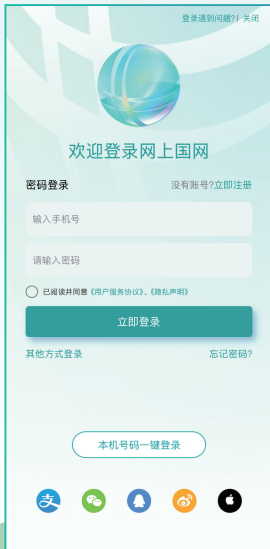 登录遇到问题?| 关闭
欢迎登录网上国网
密码登录 没有账号?立即注册
输入手机号
请输入密码
已阅读并同意《用户服务协议》、《隐私声明》
立即登录
其他方式登录 忘记密码?
本机号码一键登录
支